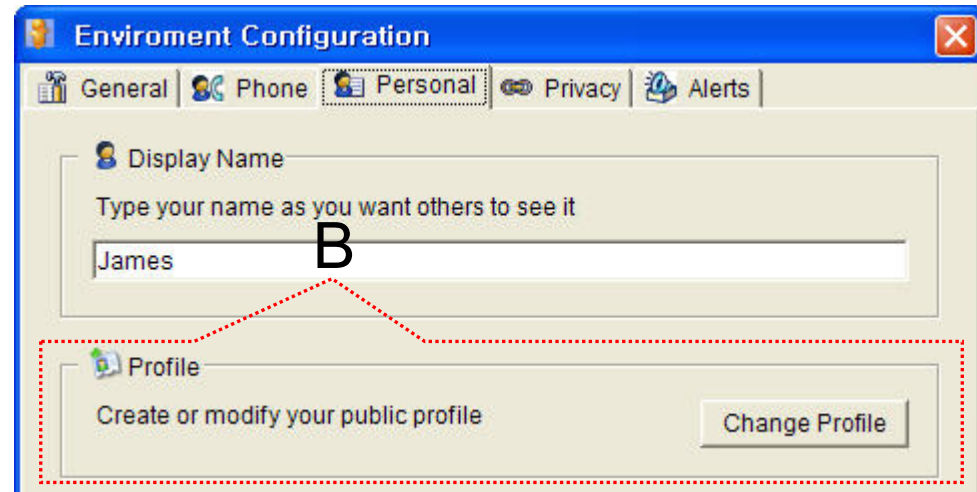 Enviroment Configuration
General Phone Personal Privacy Alerts
Display Name
Type your name as you want others to see it
B
James
Profile
Create or modify your public profile
Change Profile